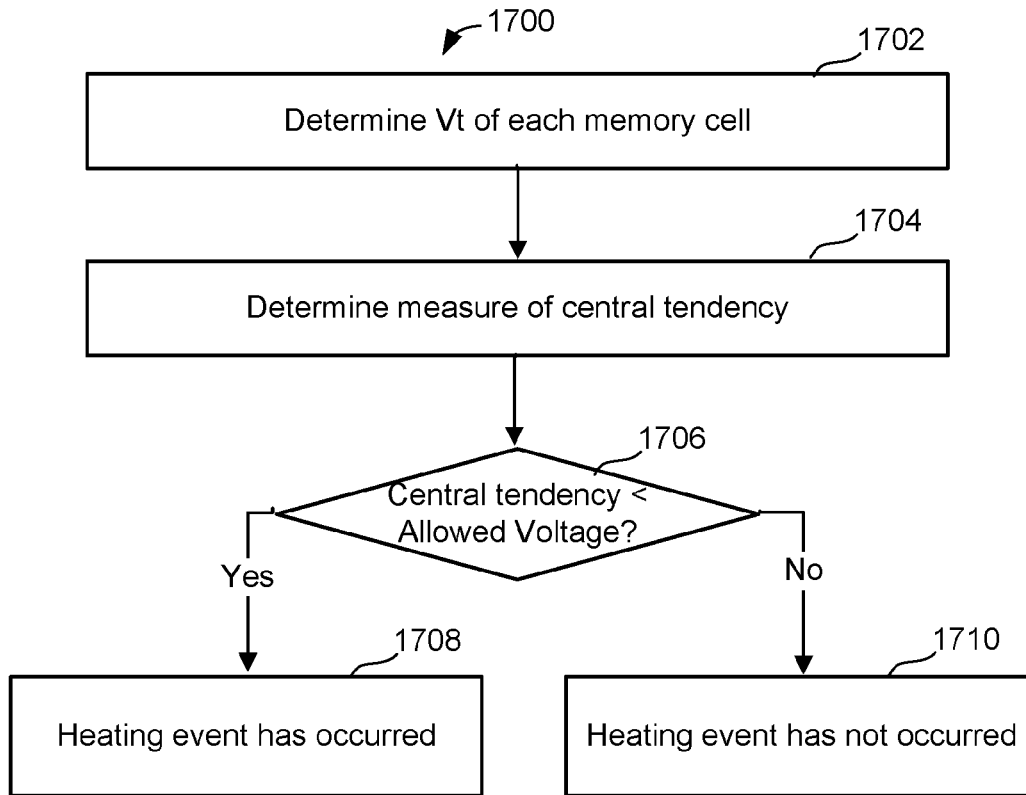 1700
1702
Determine Vt of each memory cell
1704
Determine measure of central tendency
1706
Central tendency <
Allowed Voltage?
Yes
No
1708
Heating event has occurred
1710
Heating event has not occurred